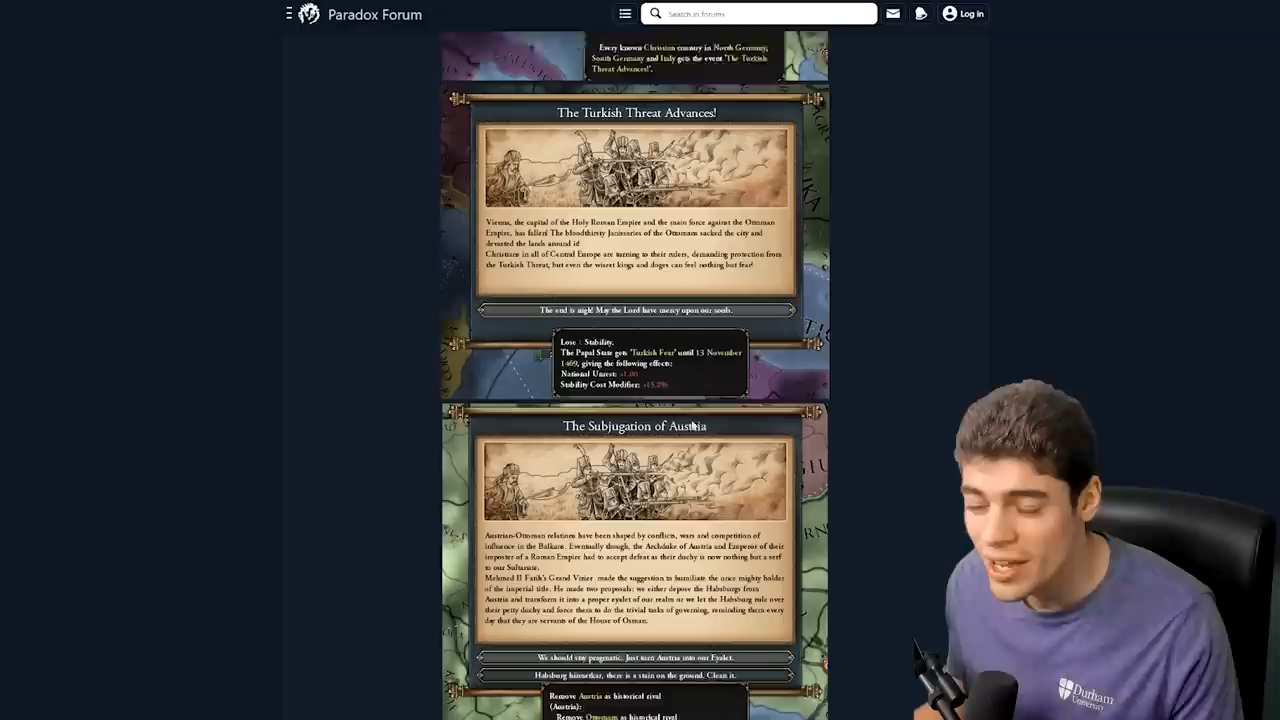 Paradox Forum
Search in forums
Log in
Every known Christian country in North Germany,
South Germany and Italy gets the event 'The Turkish
Threat Advances!'.
The Turkish Threat Advances!
Vienna, the capital of the Holy Roman Empire and the main force against the Ottoman
Empire, has fallen! The bloodthirsty Janissaries of the Ottomans sacked the city and
devasted the lands around it!
Christians in all of Central Europe are turning to their rulers, demanding protection from
the Turkish Threat, but even the wisest kings and doges can feel nothing but fear!
The end is nigh! May the Lord have mercy upon our souls.
Lose 1 Stability.
The Papal State gets 'Turkish Fear' until 13 November
1469, giving the following effects:
National Unrest: +1.00
Stability Cost Modifier:
The Subjugation of Austria
Austrian-Ottoman relations have been shaped by conflicts, wars and competition of
influence in the Balkans. Eventually though, the Archduke of Austria and Emperor of their
imposter of a Roman Empire had to accept defeat as their duchy is now nothing but a serf
to our Sultanate.
Mehmed II Fatih's Grand Vizier made the suggestion to humiliate the once mighty holder
of the imperial title. He made two proposals: we either depose the Habsburgs from
Austria and transform it into a proper eyalet of our realm or we let the Habsburg rule over
their petty duchy and force them to do the trivial tasks of governing, reminding them every
day that they are servants of the House of Osman.
We should stay pragmatic. Just turn Austria into our Eyalet.
Habsburg hizmetkar, there is a stain on the ground. Clean it.
Remove Austria as historical rival
(Austria):
Remove Ottomans as historical rival
Durham
University